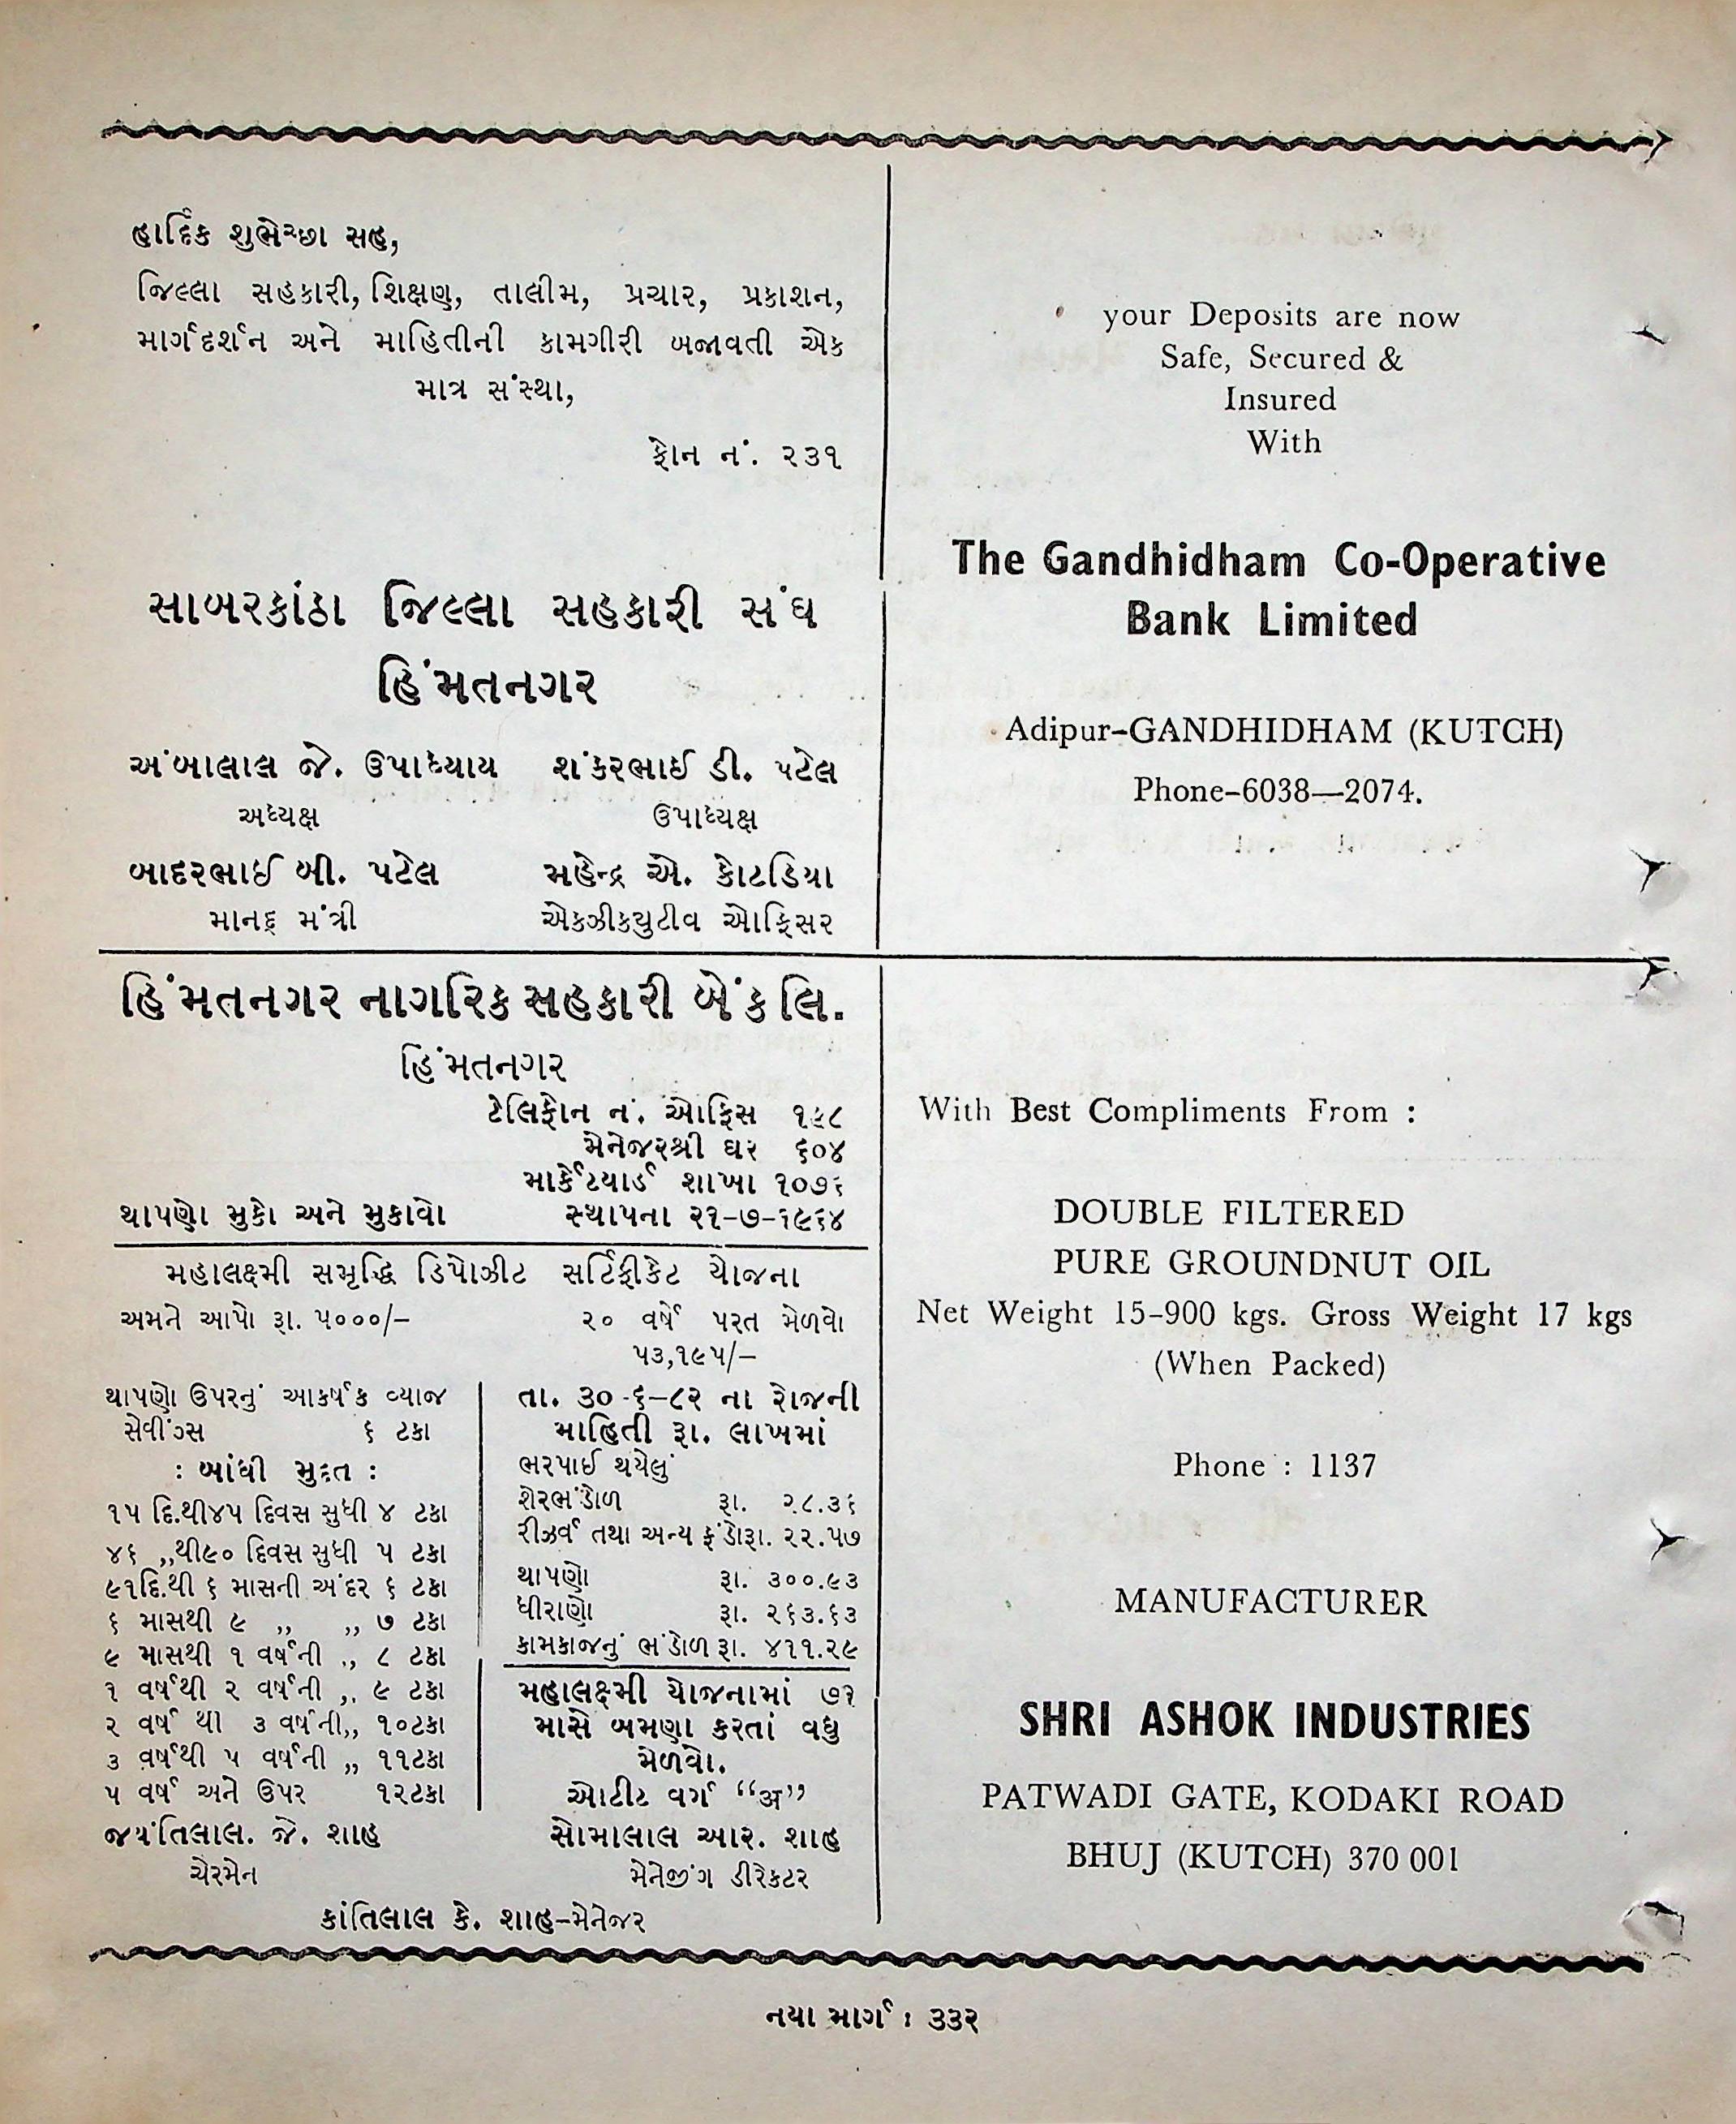 હાર્દિક શુભેચ્છા સહ,
જિલ્લા સહકારી, શિક્ષણ, તાલીમ, પ્રચાર, પ્રકાશન,
માર્ગદર્શન અને માહિતીની કામગીરી બજાવતી એક
માત્ર સંસ્થા,
ફોન નં. ૨૩૧
સાબરકાંઠા જિલ્લા સહકારી સંઘ
હિંમતનગર
અંબાલાલ જે. ઉપાધ્યાય શંકરભાઈ ડી. પટેલ
અધ્યક્ષ ઉપાધ્યક્ષ
બાદરભાઈ બી. પટેલ મહેન્દ્ર એ. કોટડિયા
માનદ્ મંત્રી એકઝીકયુટીવ ઓફિસર
your Deposits are now
Safe, Secured &
Insured
With
The Gandhidham Co-Operative
Bank Limited
Adipur-GANDHIDHAM (KUTCH)
Phone-6038—2074.
હિંમતનગર નાગરિક સહકારી બેંક લિ.
હિંમતનગર
ટેલિફોન નં. ઓફિસ
મેનેજરશ્રી ઘર ૬૦૪
માર્કેટયાર્ડ શાખા ૧૦૭૬
થાપણો મુકો અને મુકાવો સ્થાપના ૨૧-૭-૧૯૬૪
મહાલક્ષ્મી સમૃદ્ધિ ડિપોઝીટ સર્ટિફીકેટ યોજના
અમને આપો રૂા. ૫૦૦૦/- ૨૦ વર્ષે પરત મેળવો
૫૩,૧૯૫/-
થાપણો ઉપરનું આકર્ષક વ્યાજ
સેવીંગ્સ ૬ ટકા
: બાંધી મુદ્દત :
૧૫ દિ.થી૪૫ દિવસ સુધી ૪ ટકા
૪૬ ,,થી૯૦ દિવસ સુધી ૫ ટકા
૯૧દિ.થી ૬ માસની અંદર ૬ ટકા
૬ માસથી ૯ ,, ,, ૭ ટકા
૯ માસથી ૧ વર્ષની ,, ૮ ટકા
૧ વર્ષથી ૨ વર્ષની ,, ૯ ટકા
૨ વર્ષ થી ૩ વર્ષની,, ૧૦ટકા
૩ વર્ષથી ૫ વર્ષની ,, ૧૧ટકા
૫ વર્ષ અને ઉપર ૧૨ટકા
તા. ૩૦-૬-૮૨ ના રોજની
માહિતી રૂા. લાખમાં
ભરપાઈ થયેલું
શેરભંડોળ રૂા. ૨૮.૩૬
રીઝર્વ તથા અન્ય ફંડોરૂા. ૨૨.૫૭
થાપણો રૂા. ૩૦૦.૯૩
ધીરાણો રૂા. ૨૬૩.૬૩
કામકાજનું ભંડોળ રૂા. ૪૧૧.૨૯
મહાલક્ષ્મી યોજનામાં ૭૧
માસે બમણા કરતાં વધુ
મેળવો.
ઓટીટ વર્ગ “અ”
જયંતિલાલ. જે. શાહ સોમાલાલ આર. શાહ
ચેરમેન મેનેજીંગ ડીરેકટર
કાંતિલાલ કે. શાહ-મેનેજર
With Best Compliments From :
DOUBLE FILTERED
PURE GROUNDNUT OIL
Net Weight 15-900 kgs. Gross Weight 17 kgs
(When Packed)
Phone : 1137
MANUFACTURER
SHRI ASHOK INDUSTRIES
PATWADI GATE, KODAKI ROAD
BHUJ (KUTCH) 370 001
નયા માર્ગ : ૩૩૨